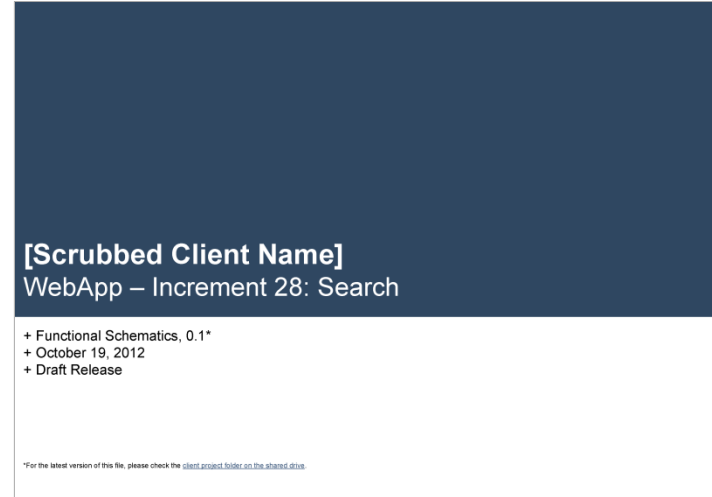 [Scrubbed Client Name]
WebApp – Increment 28: Search
+ Functional Schematics, 0.1*
+ October 19, 2012
+ Draft Release
*For the latest version of this file, please check the client project folder on the shared drive.